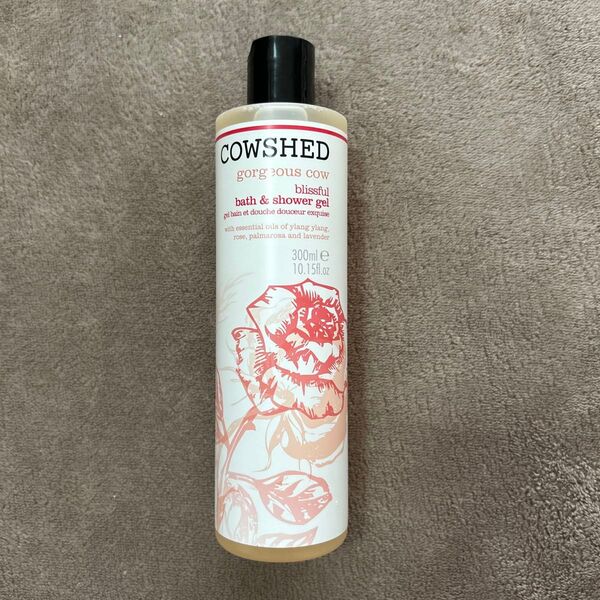 COWSHED
gorgeous cow
blissful
bath & shower gel
gel bain et douche douceur exquise
with essential oils of ylang ylang,
rose, palmarosa and lavender
300ml ℮
10.15fl.oz